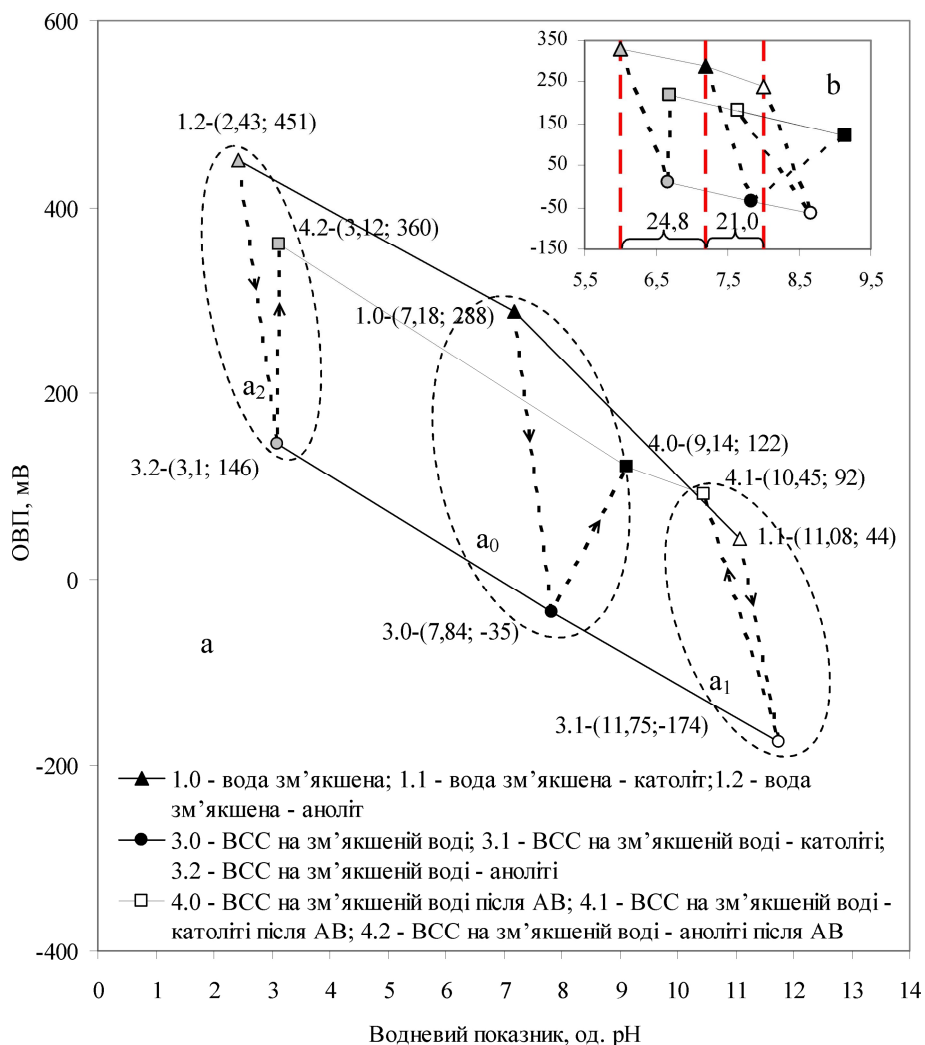 600
400
200
0
-200
-400
ОВП, мВ
0 1 2 3 4 5 6 7 8 9 10 11 12 13 14
Водневий показник, од. рН
350
250
150
50
-50
-150
5,5 6,5 7,5 8,5 9,5
b
24,8
21,0
1.2-(2,43; 451)
4.2-(3,12; 360)
1.0-(7,18; 288)
a2
3.2-(3,1; 146)
4.0-(9,14; 122)
4.1-(10,45; 92)
1.1-(11,08; 44)
a0
3.0-(7,84; -35)
a
a1
3.1-(11,75;-174)
1.0 - вода зм’якшена; 1.1 - вода зм’якшена - католіт;1.2 - вода
зм’якшена - аноліт
3.0 - ВСС на зм’якшеній воді; 3.1 - ВСС на зм’якшеній воді - католіті;
3.2 - ВСС на зм’якшеній воді - аноліті
4.0 - ВСС на зм’якшеній воді після АВ; 4.1 - ВСС на зм’якшеній воді -
католіті після АВ; 4.2 - ВСС на зм’якшеній воді - аноліті після АВ